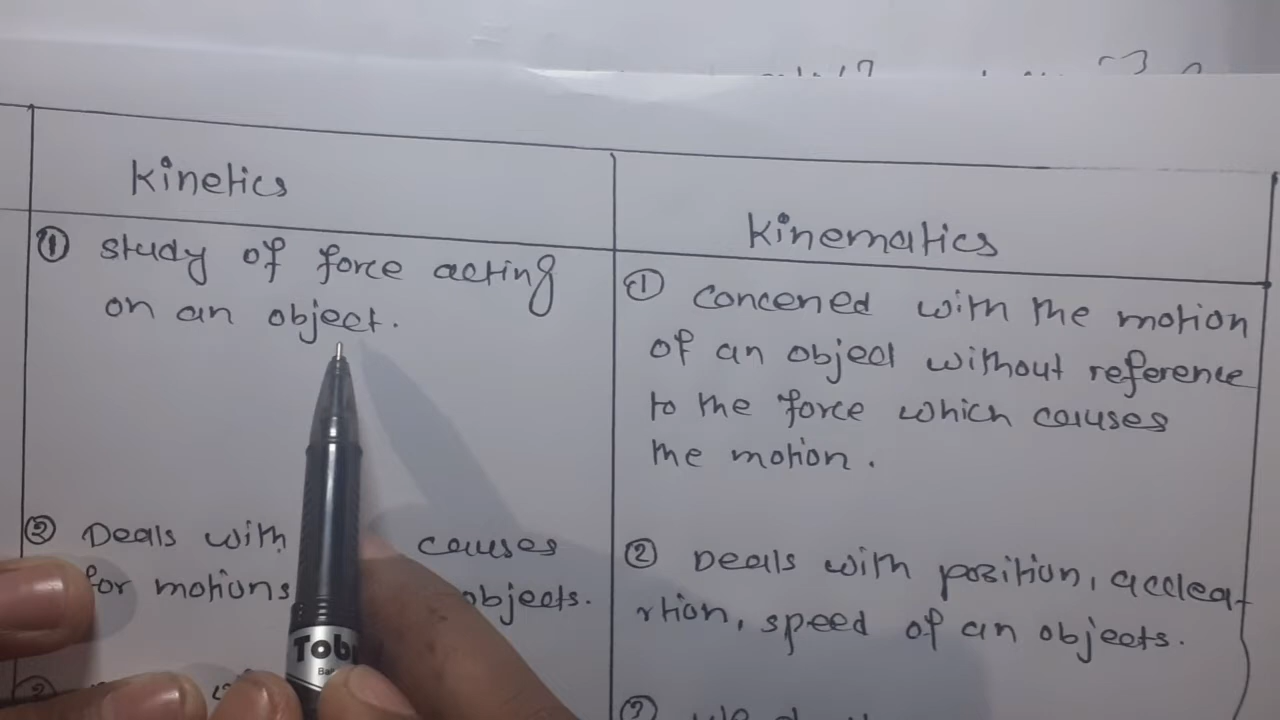 Kinetics
① study of force acting
on an object.
② Deals with causes
for motions objects.
Kinematics
① Concened with the motion
of an object without reference
to the force which causes
the motion.
② Deals with position, acclea-
rtion, speed of an objects.
③
Tob